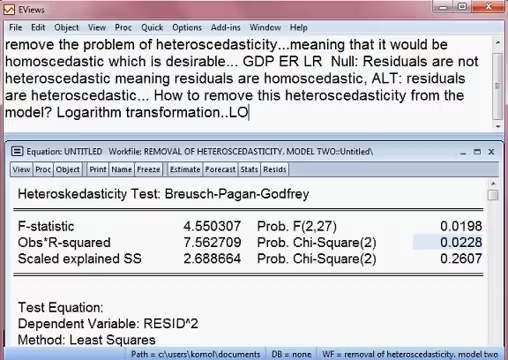 EViews
File Edit Object View Proc Quick Options Add-ins Window Help
remove the problem of heteroscedasticity...meaning that it would be
homoscedastic which is desirable... GDP ER LR Null: Residuals are not
heteroscedastic meaning residuals are homoscedastic, ALT: residuals
are heteroscedastic... How to remove this heteroscedasticity from the
model? Logarithm transformation..LO
Equation: UNTITLED Workfile: REMOVAL OF HETEROSCEDASTICITY. MODEL TWO::Untitled\
View Proc Object Print Name Freeze Estimate Forecast Stats Resids
Heteroskedasticity Test: Breusch-Pagan-Godfrey
F-statistic 4.550307 Prob. F(2,27) 0.0198
Obs*R-squared 7.562709 Prob. Chi-Square(2) 0.0228
Scaled explained SS 2.688664 Prob. Chi-Square(2) 0.2607
Test Equation:
Dependent Variable: RESID^2
Method: Least Squares
Path = c:\users\komol\documents DB = none WF = removal of heteroscedasticity. model two